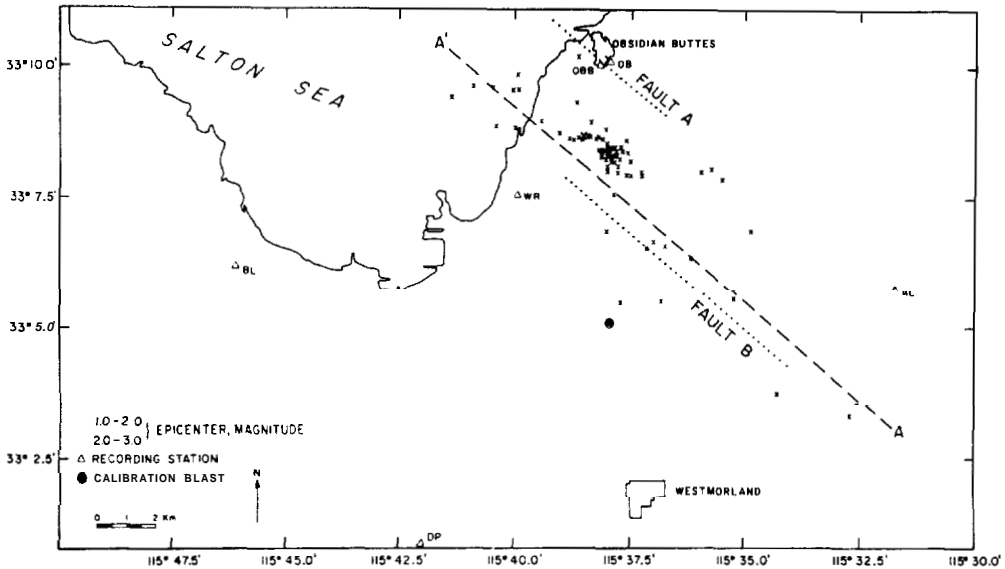 SALTON SEA
A'
OBSIDIAN BUTTES
OBB
OB
FAULT A
33° 10 0'
33° 7.5'
WR
BL
FAULT B
33° 5.0'
A
1.0-2.0
2.0-3.0
} EPICENTER, MAGNITUDE
△ RECORDING STATION
● CALIBRATION BLAST
N
33° 2.5'
0 1 2 Km
WESTMORLAND
DP
115° 47.5' 115° 45.0' 115° 42.5' 115° 40.0' 115° 37.5' 115° 35.0' 115° 32.5' 115° 30.0'